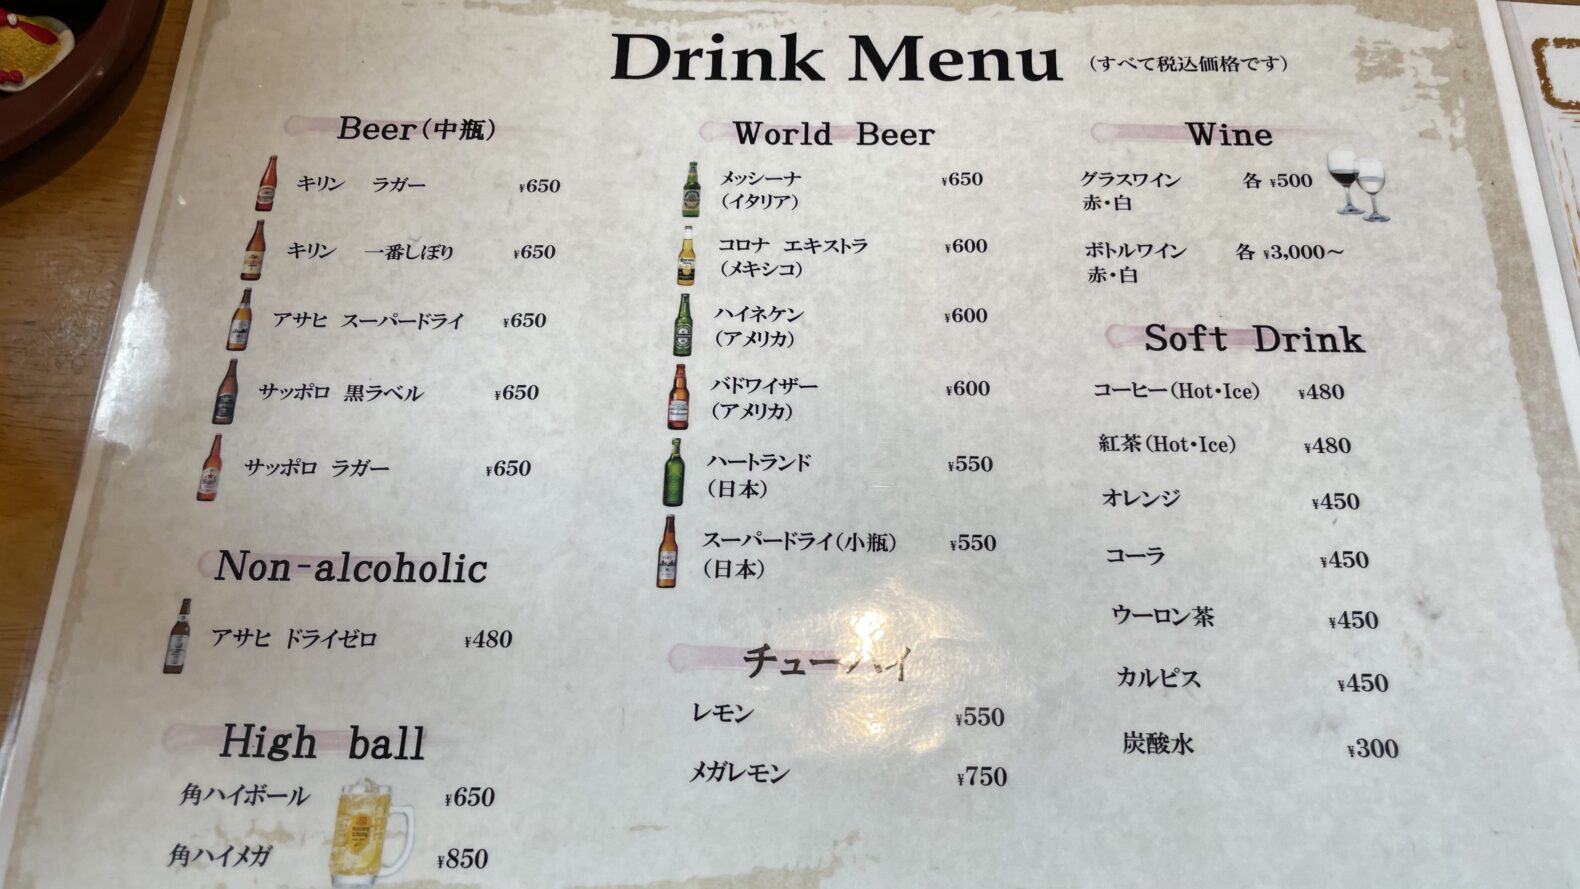 Drink Menu (すべて税込価格です)
Beer(中瓶)
キリン ラガー ¥650
キリン 一番しぼり ¥650
アサヒ スーパードライ ¥650
サッポロ 黒ラベル ¥650
サッポロ ラガー ¥650
Non-alcoholic
アサヒ ドライゼロ ¥480
High ball
角ハイボール ¥650
角ハイメガ ¥850
World Beer
メッシーナ ¥650
(イタリア)
コロナ エキストラ ¥600
(メキシコ)
ハイネケン ¥600
(アメリカ)
バドワイザー ¥600
(アメリカ)
ハートランド ¥550
(日本)
スーパードライ(小瓶) ¥550
(日本)
チューハイ
レモン ¥550
メガレモン ¥750
Wine
グラスワイン 各 ¥500
赤・白
ボトルワイン 各 ¥3,000〜
赤・白
Soft Drink
コーヒー(Hot・Ice) ¥480
紅茶(Hot・Ice) ¥480
オレンジ ¥450
コーラ ¥450
ウーロン茶 ¥450
カルピス ¥450
炭酸水 ¥300